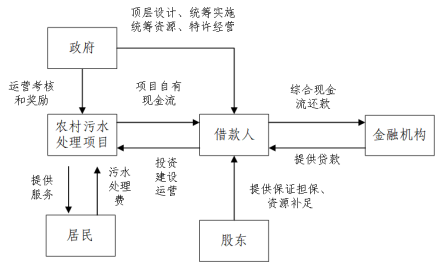 顶层设计、统筹实施
统筹资源、特许经营
政府
运营考核
和奖励
项目自有
现金流
综合现金
流还款
农村污水
处理项目
借款人
金融机构
投资
建设
运营
提供贷款
提供
服务
污水
处理
费
提供保证担保、
资源补足
居民
股东